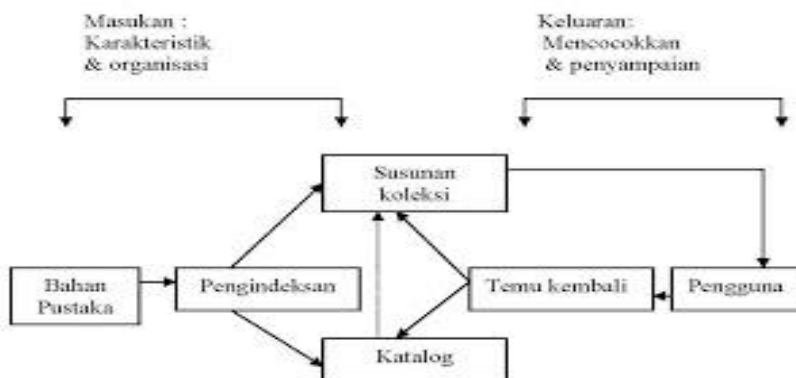 Masukan :
Karakteristik
& organisasi
Keluaran:
Mencocokkan
& penyampaian
Susunan
koleksi
Bahan
Pustaka
Pengindeksan
Temu kembali
Pengguna
Katalog